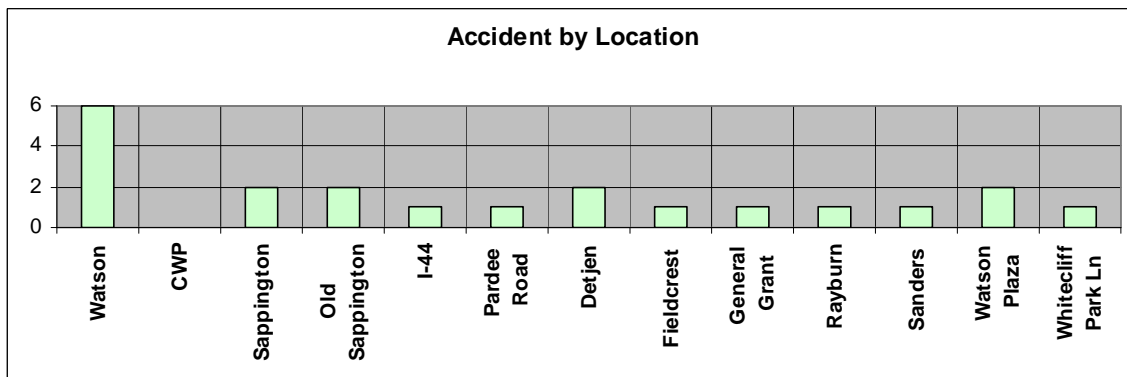 Accident by Location
6
4
2
0
Watson
CWP
Sappington
Old
Sappington
I-44
Pardee
Road
Detjen
Fieldcrest
General
Grant
Rayburn
Sanders
Watson
Plaza
Whitecliff
Park Ln